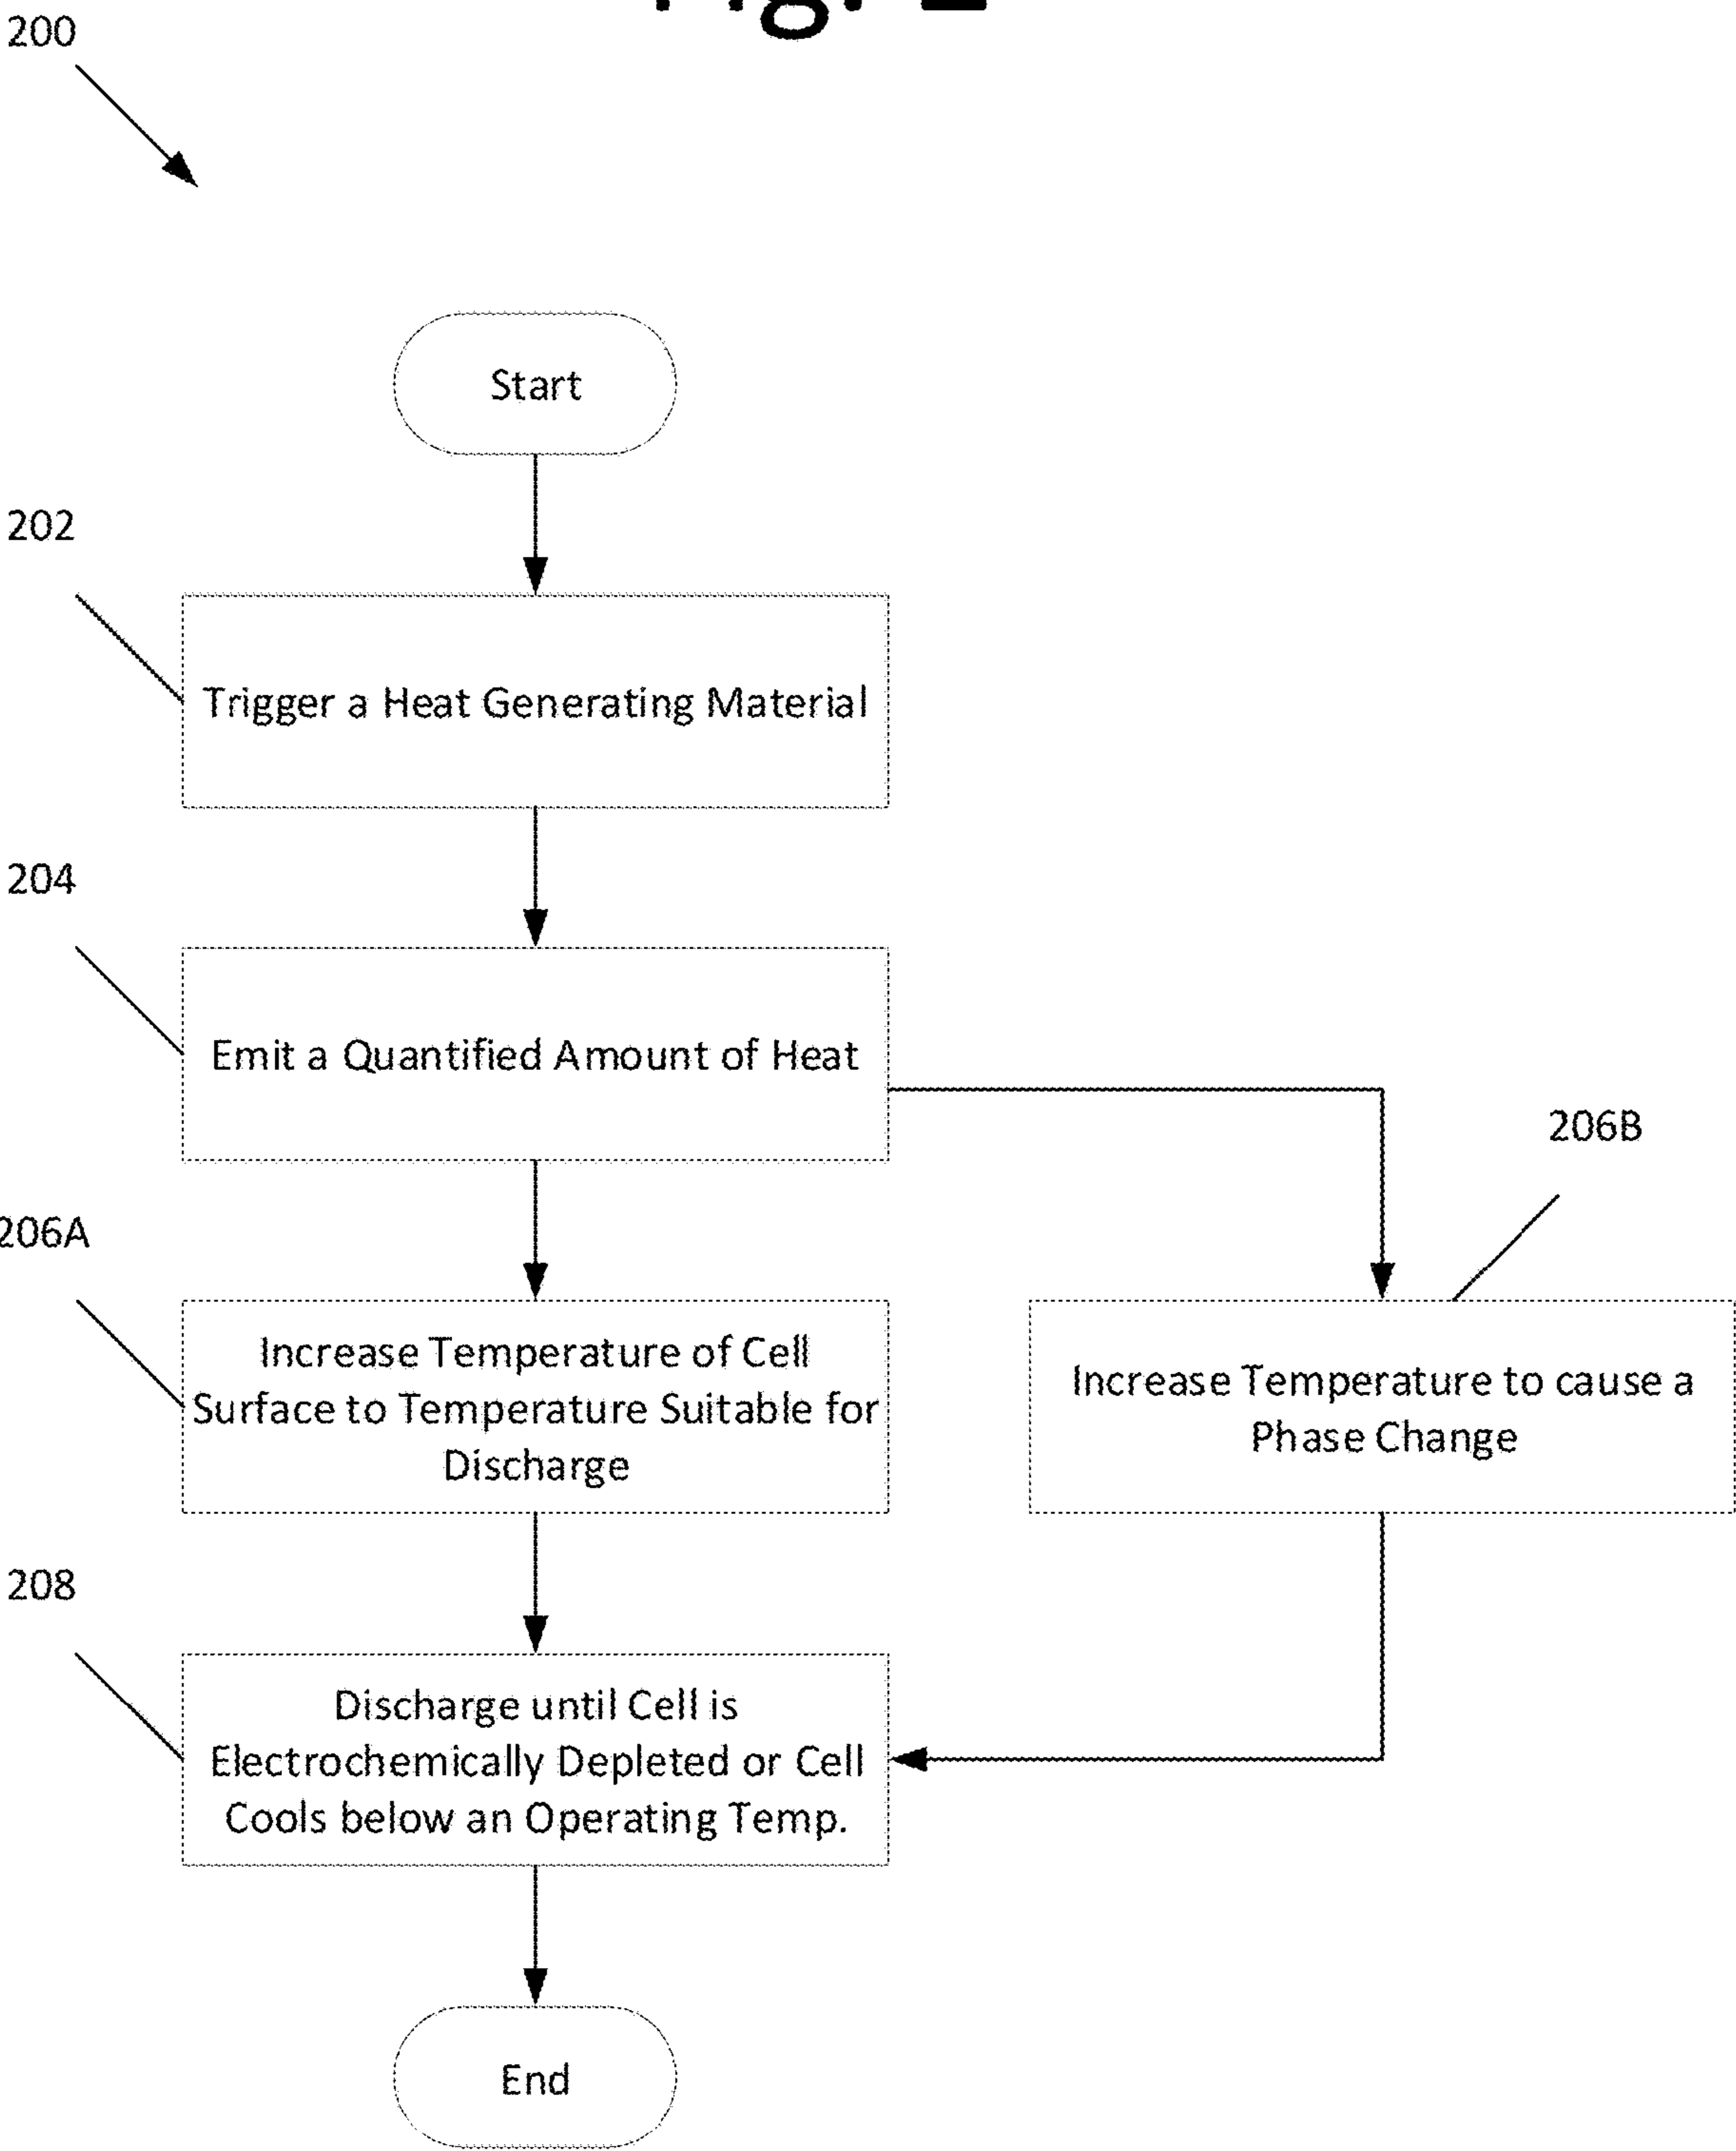 200
Start
202
Trigger a Heat Generating Material
204
Emit a Quantified Amount of Heat
206B
206A
Increase Temperature of Cell
Surface to Temperature Suitable for
Discharge
Increase Temperature to cause a
Phase Change
208
Discharge until Cell is
Electrochemically Depleted or Cell
Cools below an Operating Temp.
End